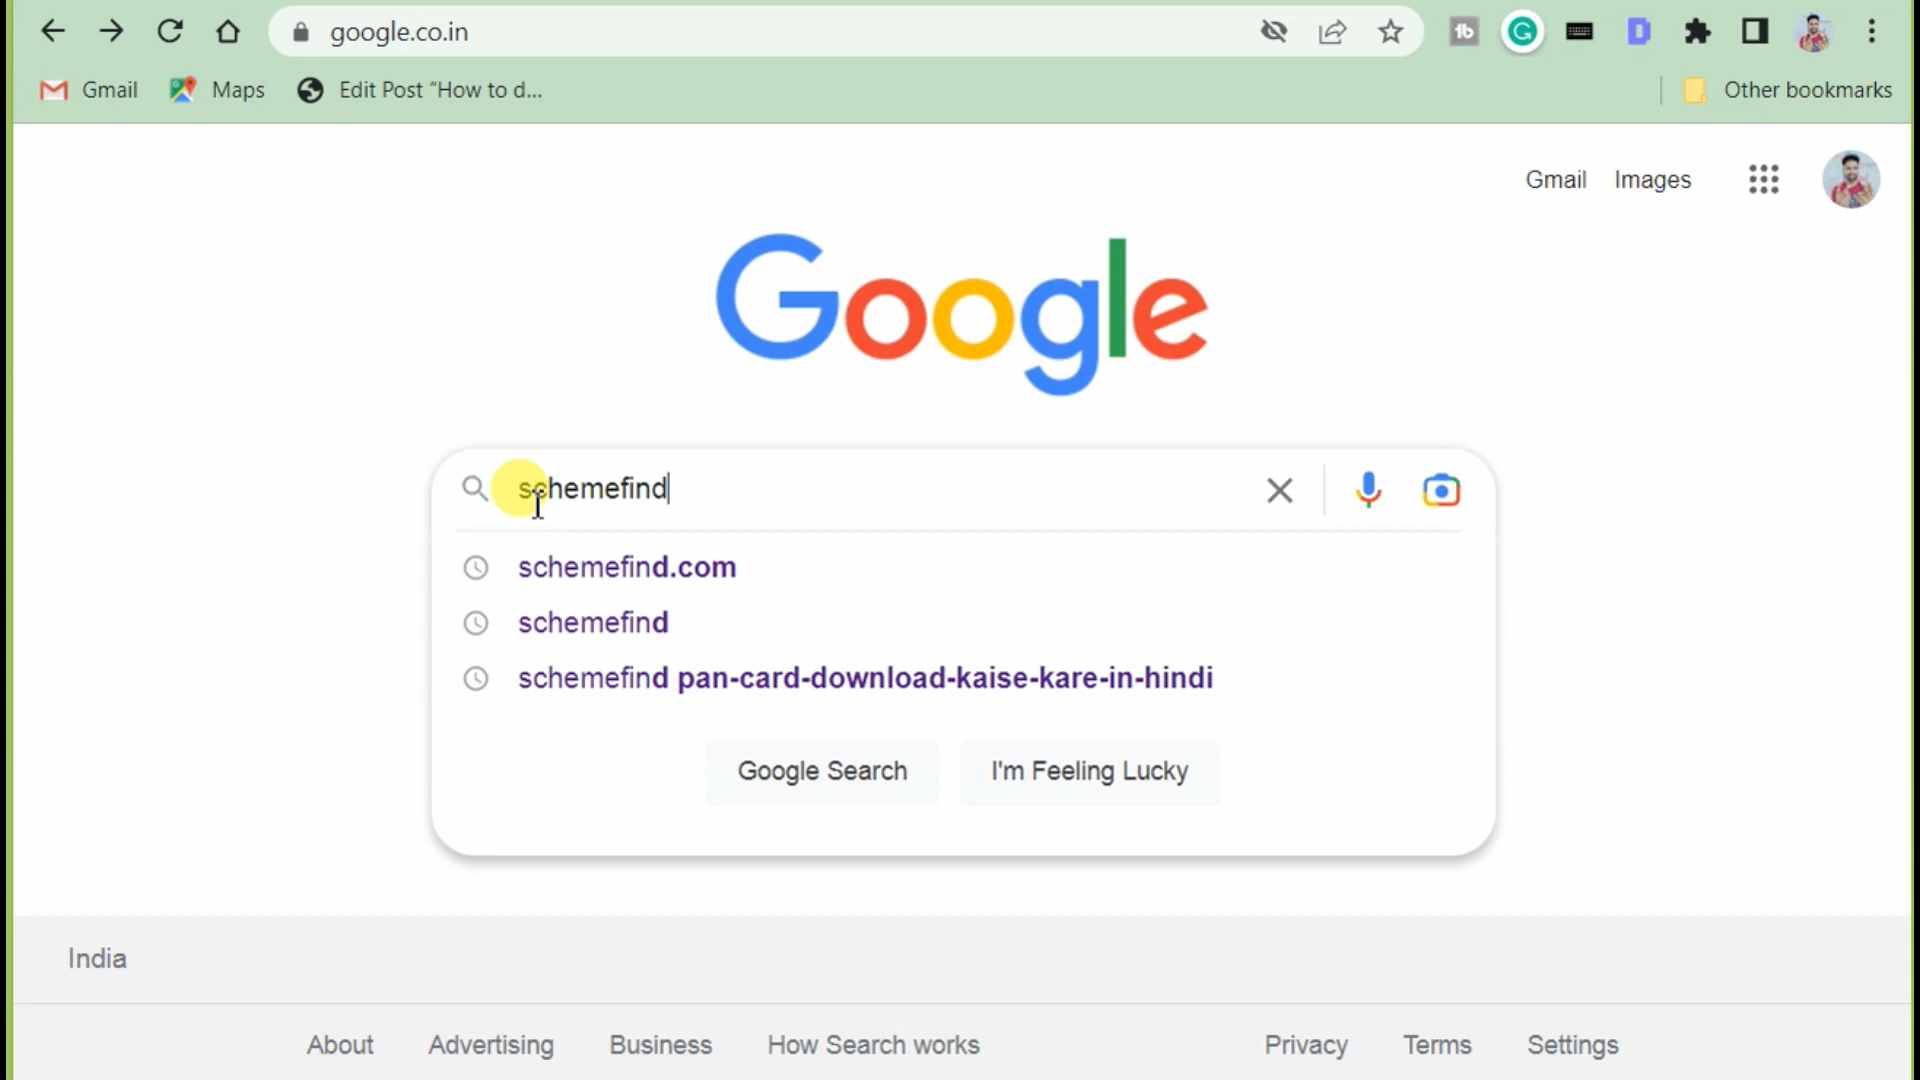 google.co.in
Gmail
Maps
Edit Post “How to d...
Other bookmarks
Gmail
Images
Google
schemefind
schemefind.com
schemefind
schemefind pan-card-download-kaise-kare-in-hindi
Google Search
I'm Feeling Lucky
India
About
Advertising
Business
How Search works
Privacy
Terms
Settings